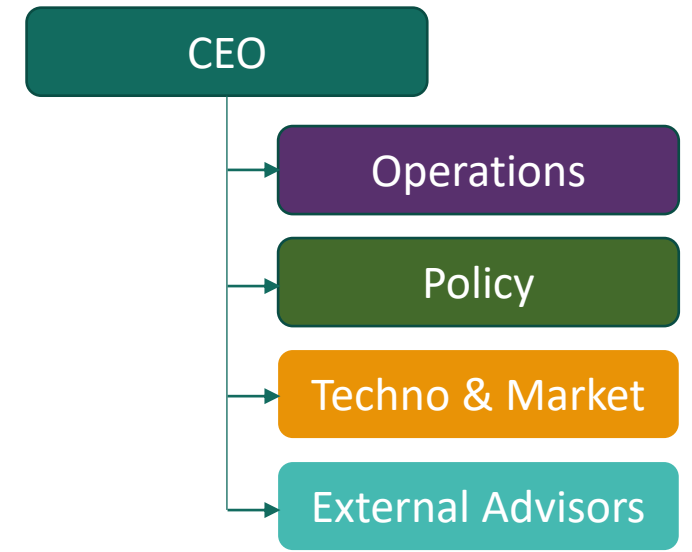 CEO
Operations
Policy
Techno & Market
External Advisors